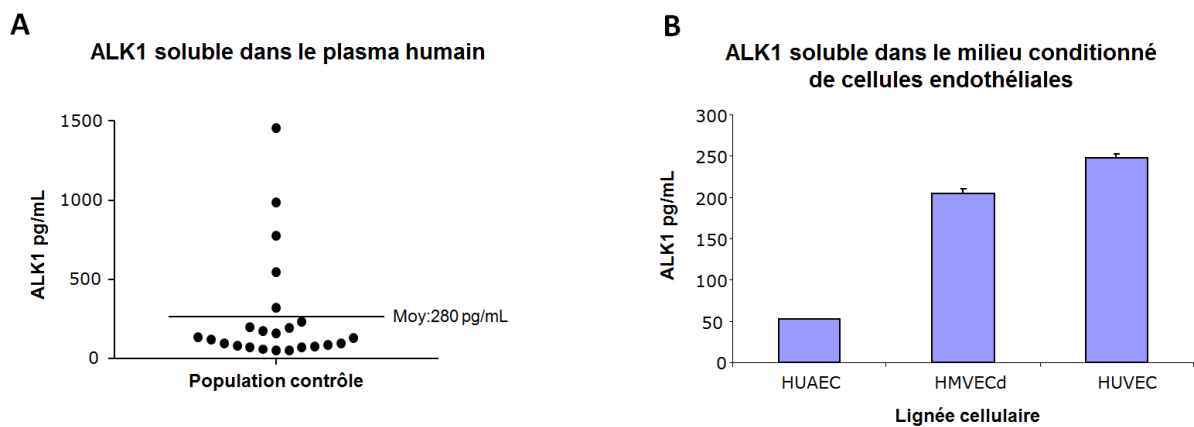 A
ALK1 soluble dans le plasma humain
1500
1000
500
0
ALK1 pg/mL
Moy:280 pg/mL
Population contrôle
B
ALK1 soluble dans le milieu conditionné
de cellules endothéliales
300
250
200
150
100
50
0
ALK1 pg/mL
HUAEC
HMVECd
HUVEC
Lignée cellulaire